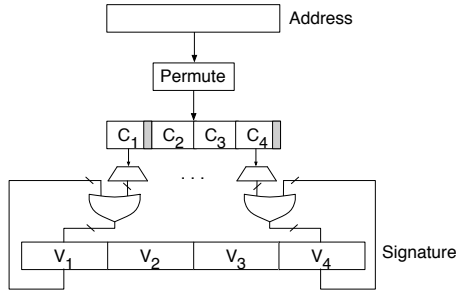 Address
Permute
C1 C2 C3 C4
. . .
V1 V2 V3 V4
Signature